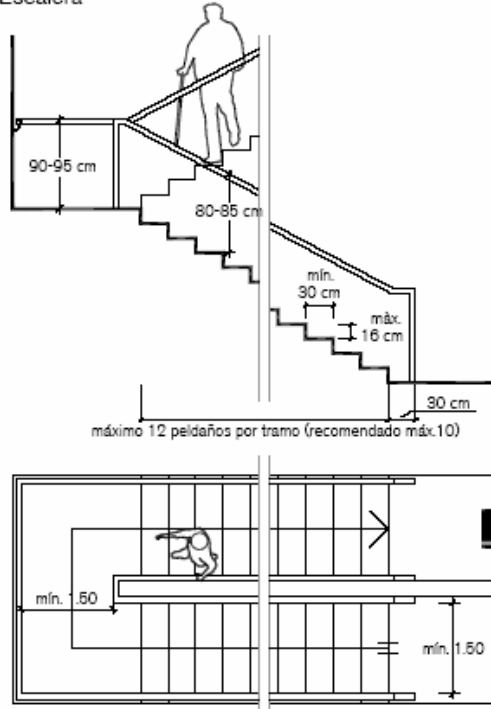 Escalera
90-95 cm
80-85 cm
mín.
30 cm
màx.
16 cm
30 cm
máximo 12 peldaños por tramo (recomendado máx.10)
mín. 1.50
mín. 1.50